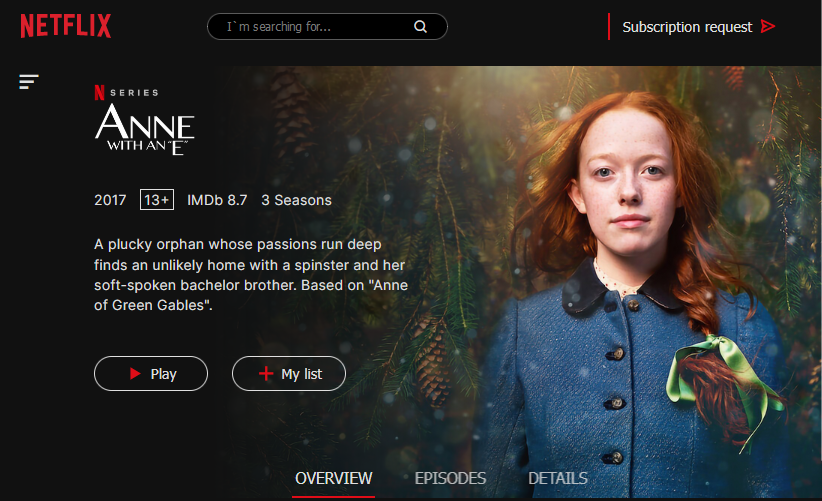 NETFLIX
I`m searching for...
Subscription request
N SERIES
ANNE
WITH AN "E"
2017 13+ IMDb 8.7 3 Seasons
A plucky orphan whose passions run deep
finds an unlikely home with a spinster and her
soft-spoken bachelor brother. Based on "Anne
of Green Gables".
Play
My list
OVERVIEW EPISODES DETAILS